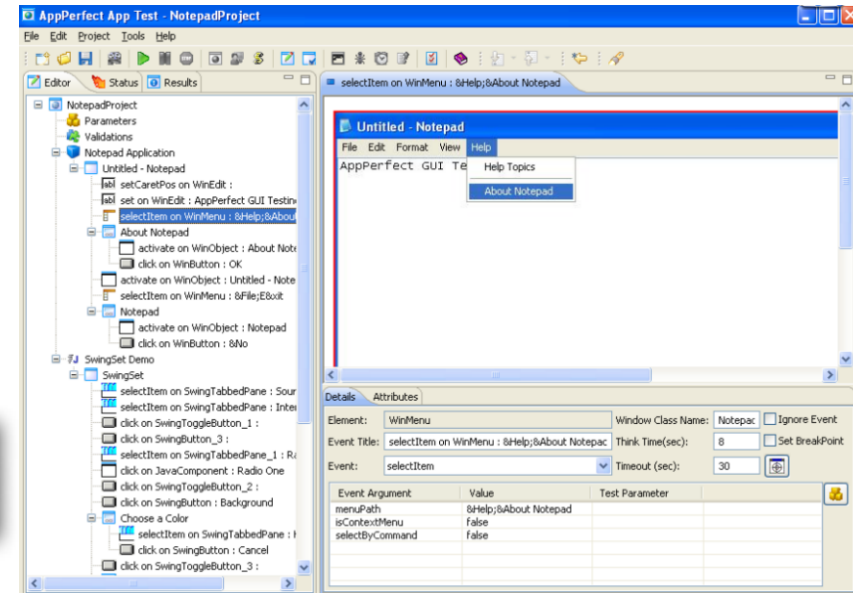 AppPerfect App Test - NotepadProject
File Edit Project Tools Help
Editor Status Results
selectItem on WinMenu : &Help;&About Notepad
NotepadProject
Parameters
Validations
Notepad Application
Untitled - Notepad
setCaretPos on WinEdit :
set on WinEdit : AppPerfect GUI Testin
selectItem on WinMenu : &Help;&About
About Notepad
activate on WinObject : About Note
click on WinButton : OK
activate on WinObject : Untitled - Note
selectItem on WinMenu : &File;E&xit
Notepad
activate on WinObject : Notepad
click on WinButton : &No
SwingSet Demo
SwingSet
selectItem on SwingTabbedPane : Sour
selectItem on SwingTabbedPane : Inter
click on SwingToggleButton_1 :
click on SwingButton_3 :
selectItem on SwingTabbedPane_1 : Ra
click on JavaComponent : Radio One
click on SwingToggleButton_2 :
click on SwingButton : Background
Choose a Color
selectItem on SwingTabbedPane :
click on SwingButton : Cancel
click on SwingToggleButton_3 :
Untitled - Notepad
File Edit Format View Help
AppPerfect GUI Te
Help Topics
About Notepad
Details Attributes
Element: WinMenu Window Class Name: Notepac Ignore Event
Event Title: selectItem on WinMenu : &Help;&About Notepac Think Time(sec): 8 Set BreakPoint
Event: selectItem Timeout (sec): 30
Event Argument Value Test Parameter
menuPath &Help;&About Notepad
isContextMenu false
selectByCommand false